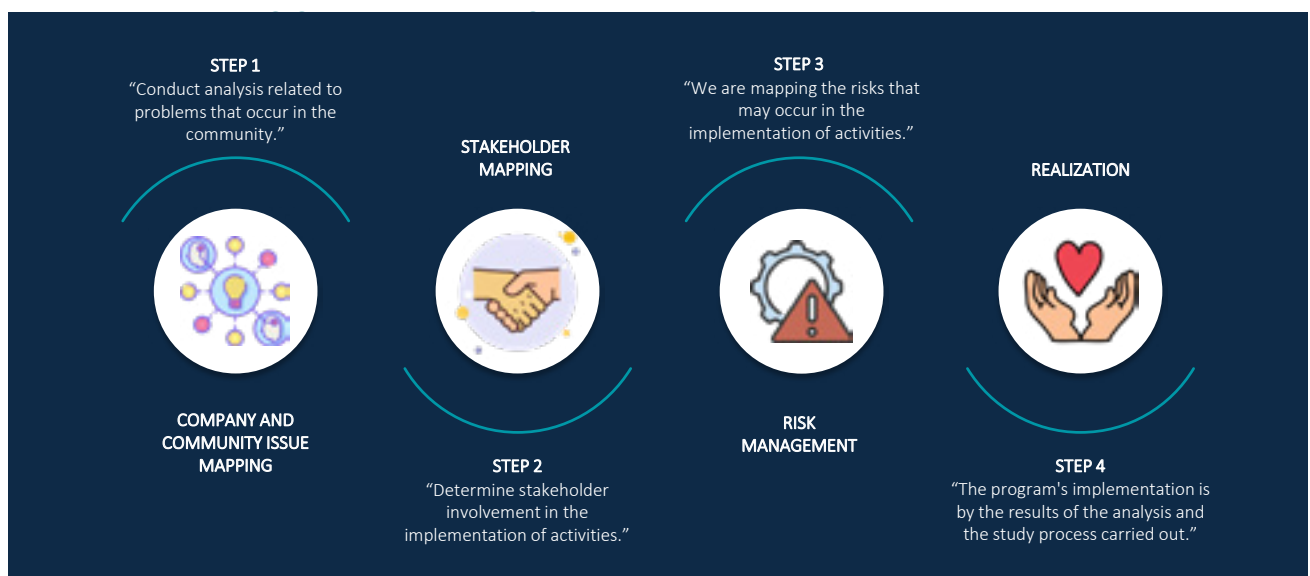 STEP 1
“Conduct analysis related to
problems that occur in the
community.”
COMPANY AND
COMMUNITY ISSUE
MAPPING
STAKEHOLDER
MAPPING
STEP 2
“Determine stakeholder
involvement in the
implementation of activities.”
STEP 3
“We are mapping the risks that
may occur in the
implementation of activities.”
RISK
MANAGEMENT
REALIZATION
STEP 4
“The program's implementation is
by the results of the analysis and
the study process carried out.”